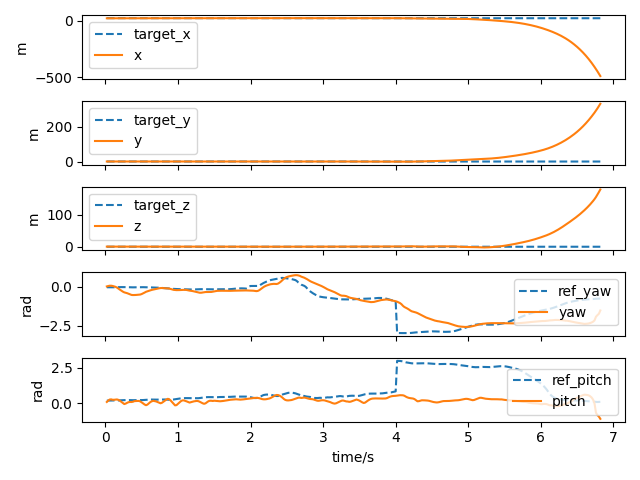 0
−500
m
target_x
x
200
0
m
target_y
y
100
0
m
target_z
z
0.0
−2.5
rad
ref_yaw
yaw
2.5
0.0
rad
ref_pitch
pitch
0 1 2 3 4 5 6 7
time/s